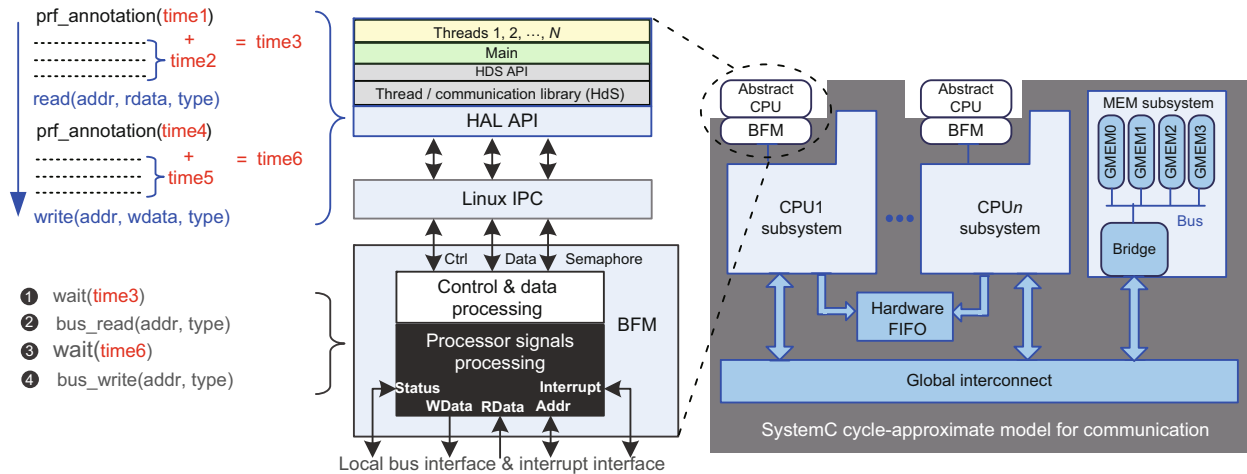 prf_annotation(time1)
+
time2
= time3
read(addr, rdata, type)
prf_annotation(time4)
+
time5
= time6
write(addr, wdata, type)
❶ wait(time3)
❷ bus_read(addr, type)
❸ wait(time6)
❹ bus_write(addr, type)
Threads 1, 2, ..., N
Main
HDS API
Thread / communication library (HdS)
HAL API
Linux IPC
Ctrl
Data
Semaphore
Control & data
processing
BFM
Processor signals
processing
Status
Interrupt
WData
RData
Addr
Local bus interface & interrupt interface
Abstract
CPU
BFM
Abstract
CPU
BFM
MEM subsystem
GMEM0
GMEM1
GMEM2
GMEM3
Bus
Bridge
CPU1
subsystem
CPUn
subsystem
Hardware
FIFO
Global interconnect
SystemC cycle-approximate model for communication